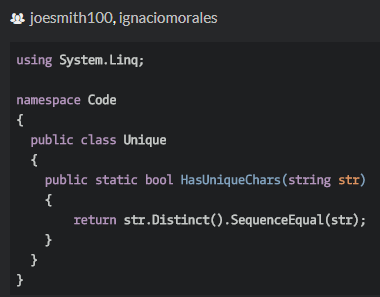 joesmith100, ignaciomorales
using System.Linq;
namespace Code
{
  public class Unique
  {
    public static bool HasUniqueChars(string str)
    {
        return str.Distinct().SequenceEqual(str);
    }
  }
}